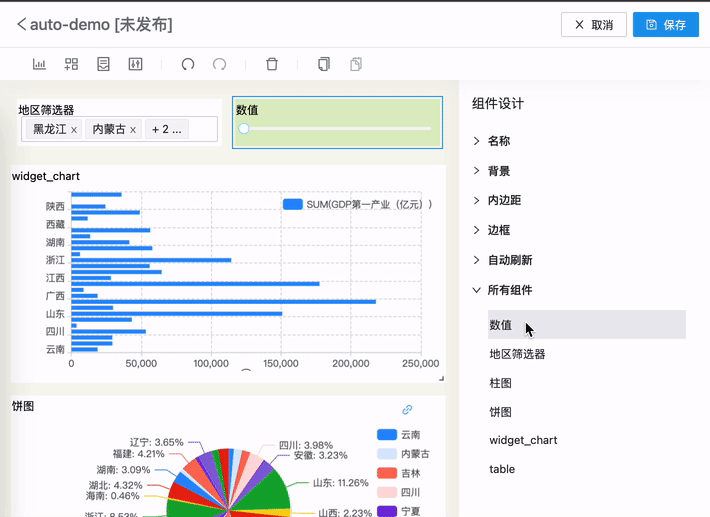 auto-demo [未发布]
取消
保存
地区筛选器
黑龙江 x 内蒙古 x + 2 ...
数值
组件设计
名称
背景
内边距
边框
自动刷新
所有组件
数值
地区筛选器
柱图
饼图
widget_chart
table
widget_chart
SUM(GDP第一产业（亿元）)
陕西
西藏
湖南
浙江
江西
广西
山东
四川
云南
0 50,000 100,000 150,000 200,000 250,000
饼图
辽宁: 3.65%
福建: 4.21%
湖南: 3.09%
湖北: 4.32%
海南: 0.46%
浙江: 8.53%
四川: 3.98%
安徽: 3.23%
山东: 11.26%
山西: 2.23%
云南
内蒙古
吉林
四川
宁夏